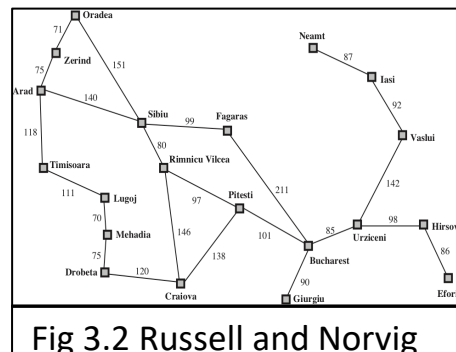 Oradea
71
Neamt
Zerind
87
151
75
Iasi
Arad
140
92
Sibiu
Fagaras
99
118
Vaslui
80
Timisoara
Rimnicu Vilcea
142
111
211
Lugoj
97
Pitesti
70
98
Hirsov
146
85
Mehadia
101
Urziceni
75
138
86
Bucharest
Drobeta
120
90
Craiova
Giurgiu
Efori
Fig 3.2 Russell and Norvig